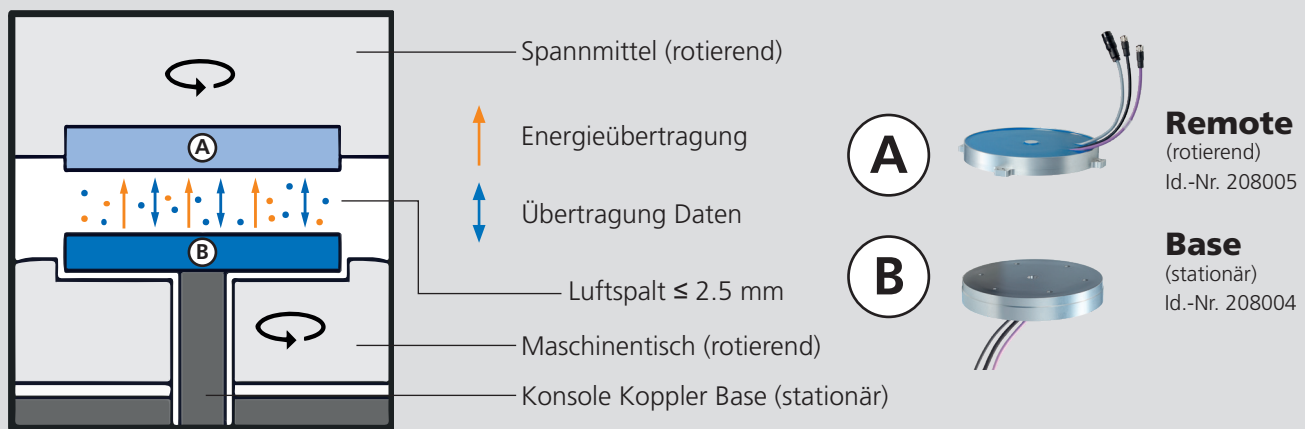 Spannmittel (rotierend)
A
Energieübertragung
Übertragung Daten
B
Luftspalt ≤ 2.5 mm
Maschinentisch (rotierend)
Konsole Koppler Base (stationär)
A
Remote
(rotierend)
Id.-Nr. 208005
B
Base
(stationär)
Id.-Nr. 208004